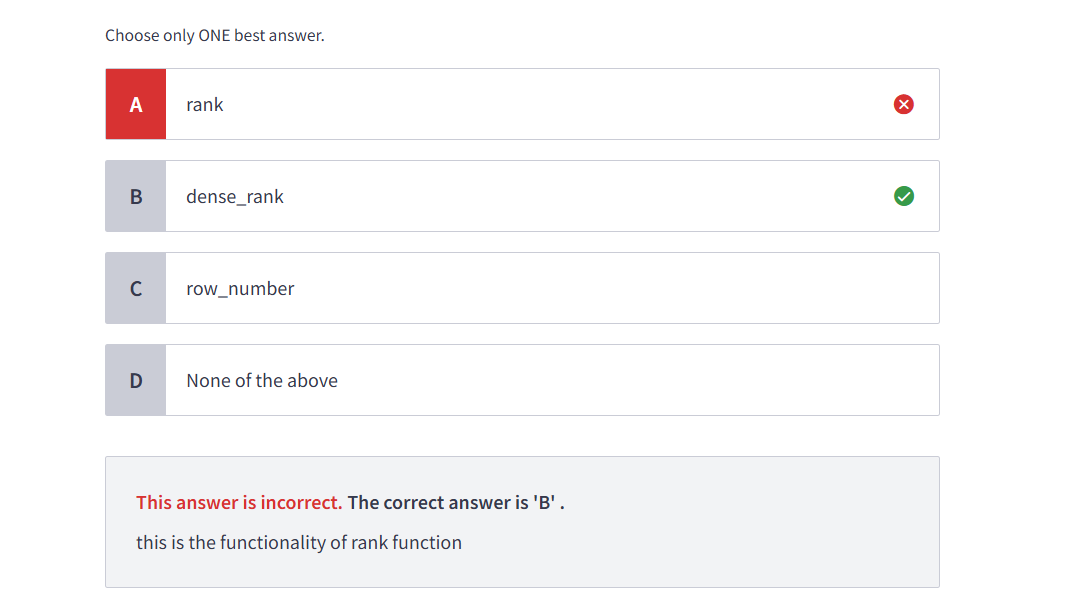 Choose only ONE best answer.
A rank
B dense_rank
C row_number
D None of the above
This answer is incorrect. The correct answer is 'B' .
this is the functionality of rank function